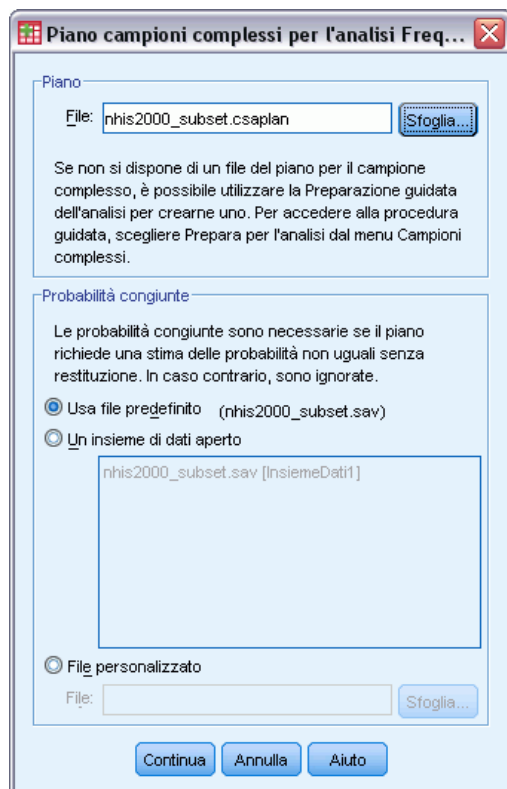 Piano campioni complessi per l'analisi Freq...
Piano
File: nhis2000_subset.csaplan Sfoglia...
Se non si dispone di un file del piano per il campione
complesso, è possibile utilizzare la Preparazione guidata
dell'analisi per crearne uno. Per accedere alla procedura
guidata, scegliere Prepara per l'analisi dal menu Campioni
complessi.
Probabilità congiunte
Le probabilità congiunte sono necessarie se il piano
richiede una stima delle probabilità non uguali senza
restituzione. In caso contrario, sono ignorate.
Usa file predefinito (nhis2000_subset.sav)
Un insieme di dati aperto
nhis2000_subset.sav [InsiemeDati1]
File personalizzato
File: Sfoglia...
Continua Annulla Aiuto